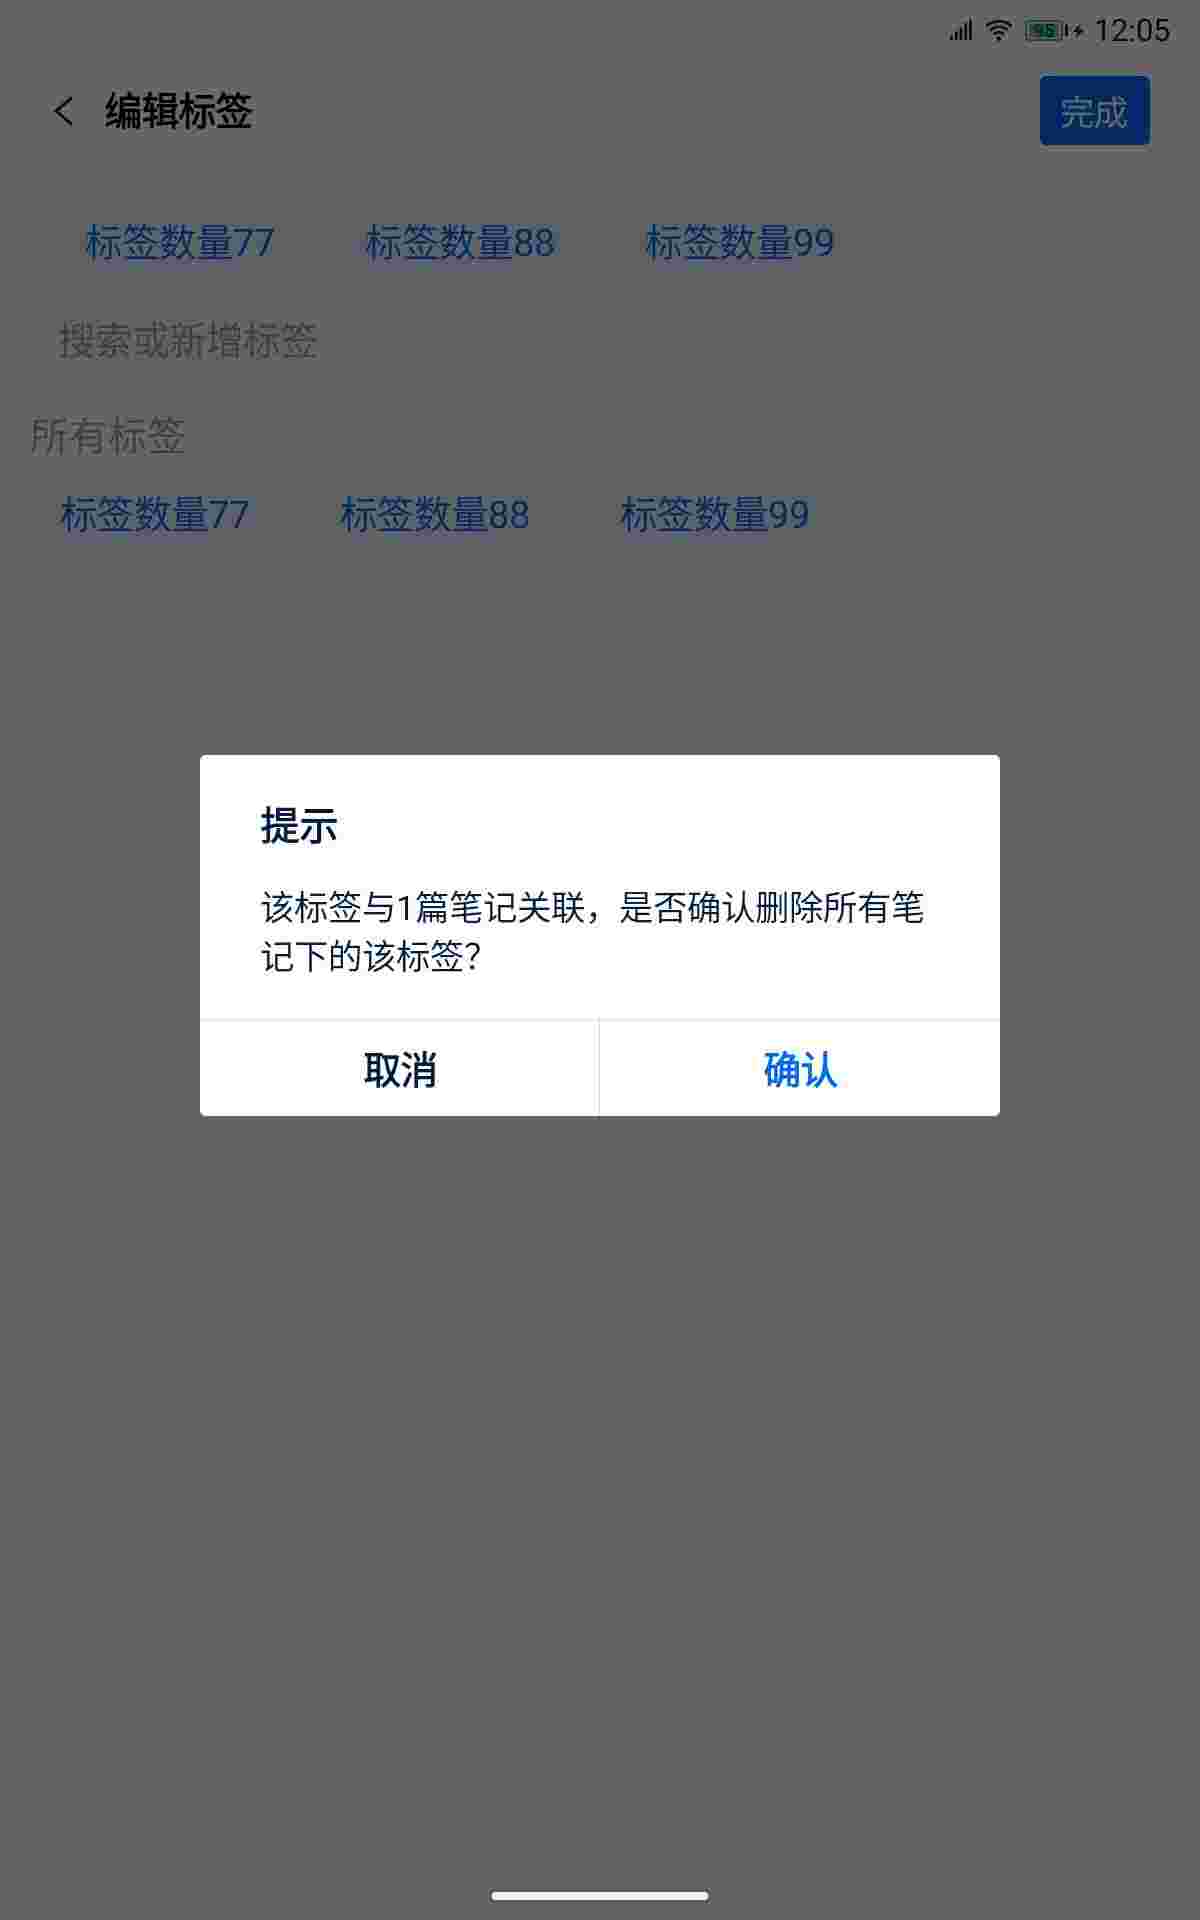 95 12:05
编辑标签 完成
标签数量77 标签数量88 标签数量99
搜索或新增标签
所有标签
标签数量77 标签数量88 标签数量99
提示
该标签与1篇笔记关联，是否确认删除所有笔
记下的该标签？
取消 确认